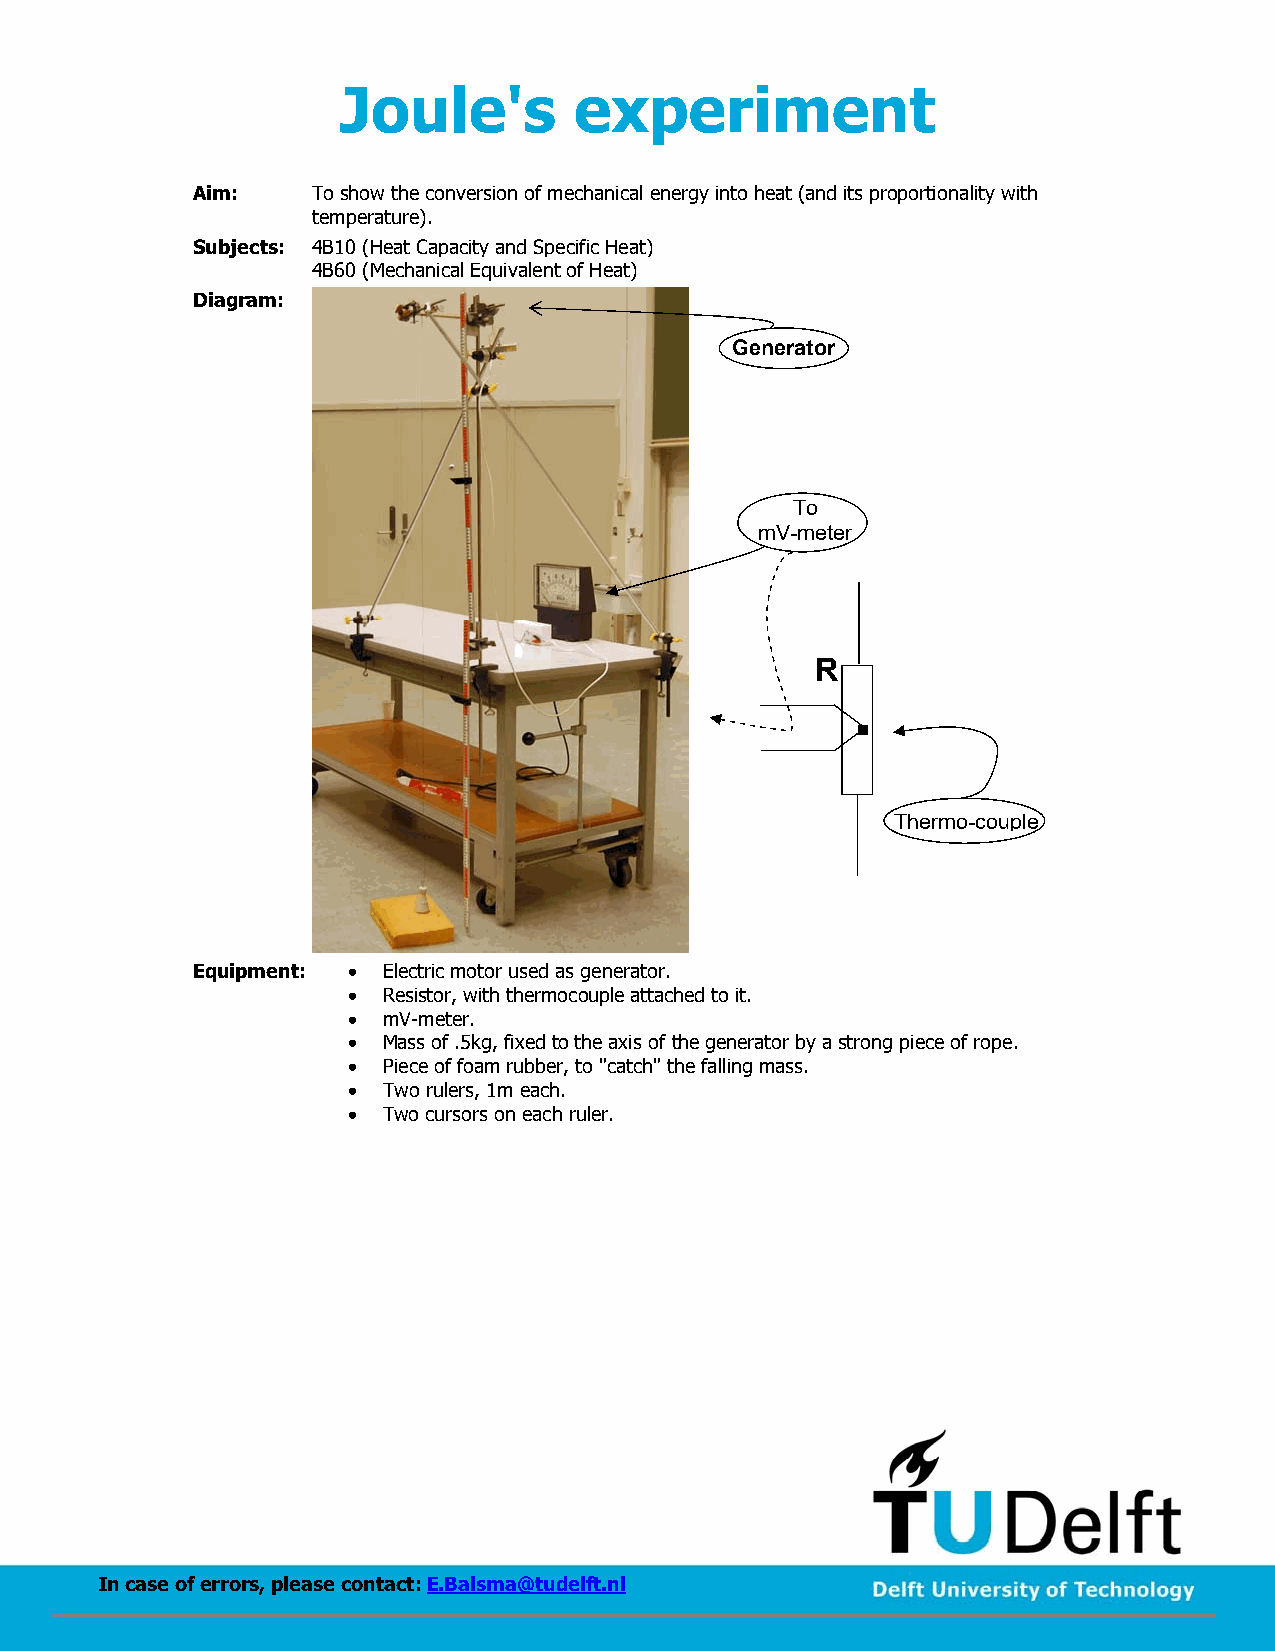 Joule's experiment
Aim: To show the conversion of mechanical energy into heat (and its proportionality with
temperature).
Subjects: 4B10 (Heat Capacity and Specific Heat)
4B60 (Mechanical Equivalent of Heat)
Diagram:
Generator
To
mV-meter
R
Thermo-couple
Equipment: • Electric motor used as generator.
• Resistor, with thermocouple attached to it.
• mV-meter.
• Mass of .5kg, fixed to the axis of the generator by a strong piece of rope.
• Piece of foam rubber, to "catch" the falling mass.
• Two rulers, 1m each.
• Two cursors on each ruler.
TUDelft
In case of errors, please contact: E.Balsma@tudelft.nl
Delft University of Technology